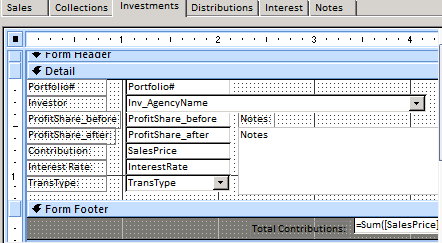 Sales Collections Investments Distributions Interest Notes
1 2 3 4
Form Header
Detail
Portfolio# Portfolio#
Investor Inv_AgencyName
ProfitShare_before ProfitShare_before Notes:
ProfitShare_after ProfitShare_after Notes
Contribution: SalesPrice
1
Interest Rate: InterestRate
TransType: TransType
Form Footer
Total Contributions: =Sum([SalesPrice]